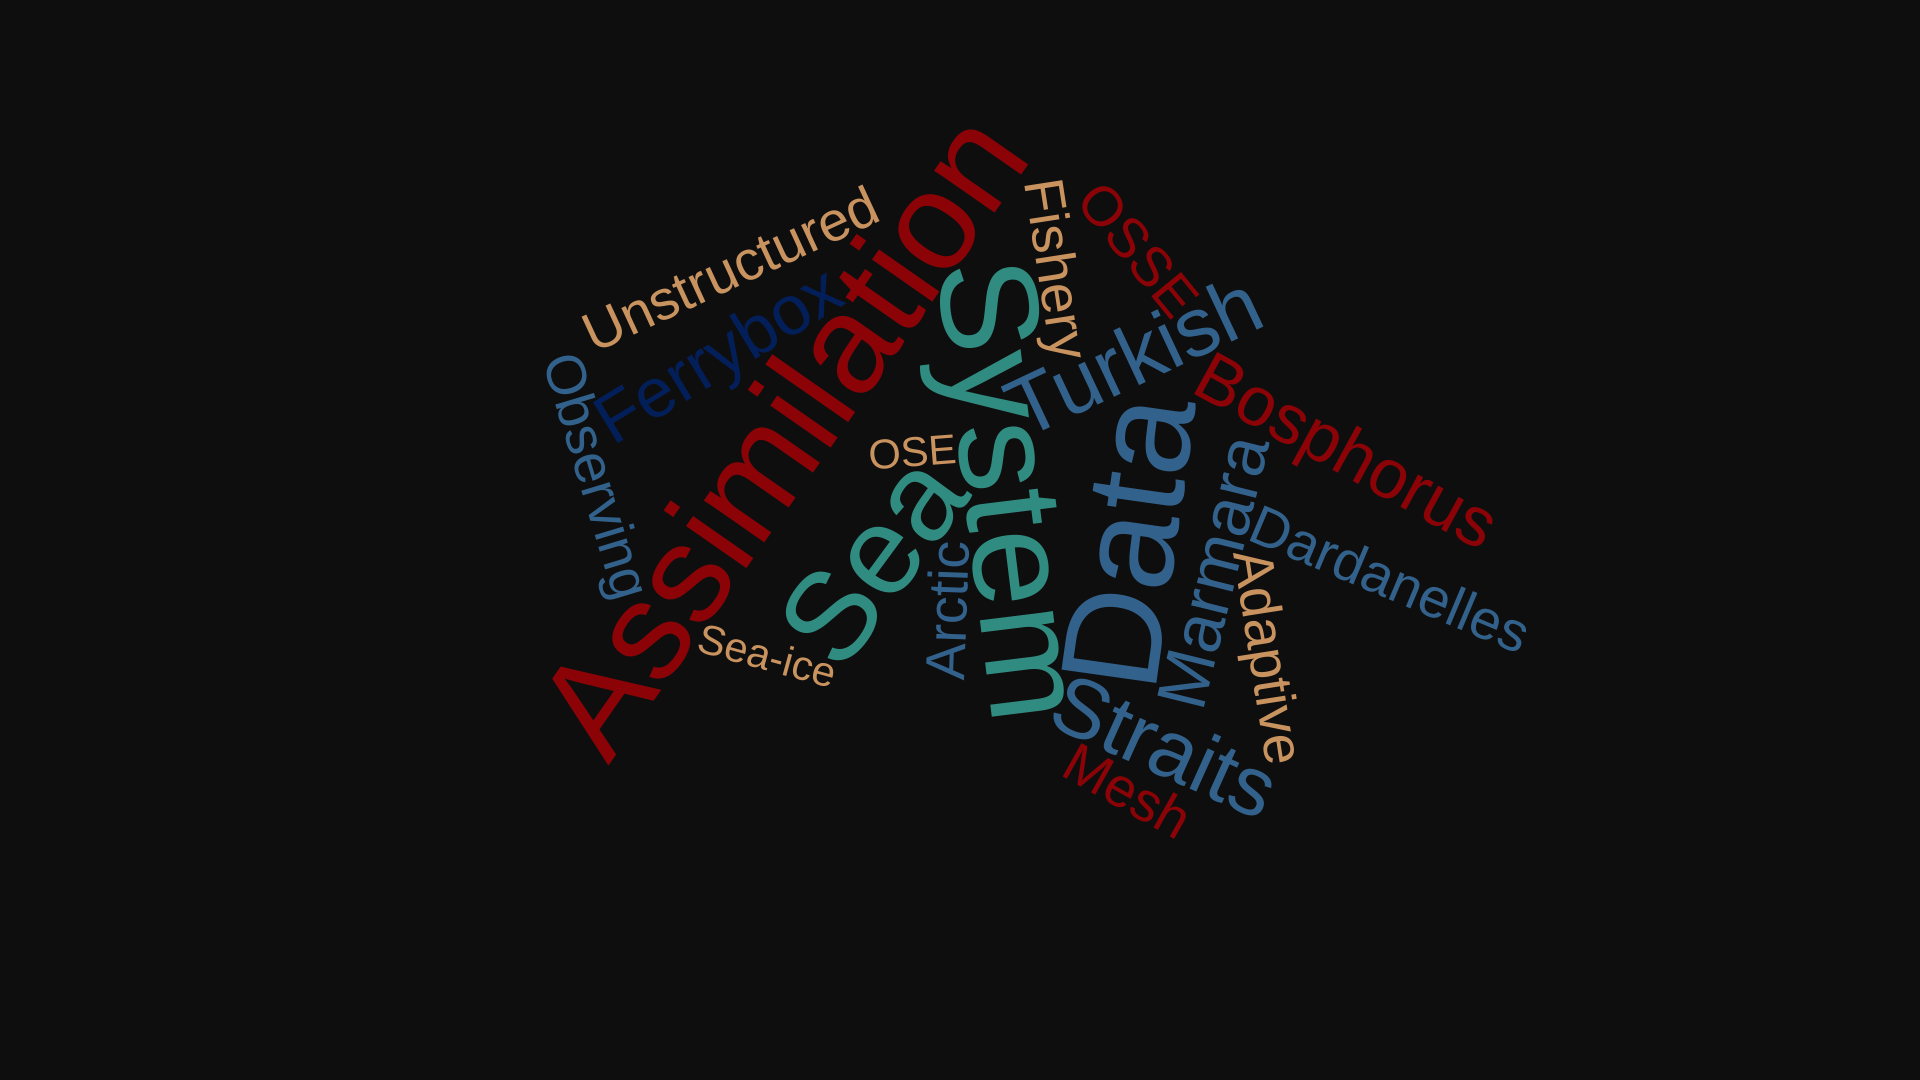 Assimilation
Unstructured
Fishery
OSSE
System
Ferrybox
Turkish
Observing
Bosphorus
Data
OSE
Marmara
Sea
Dardanelles
Arctic
Adaptive
Sea-ice
Straits
Mesh